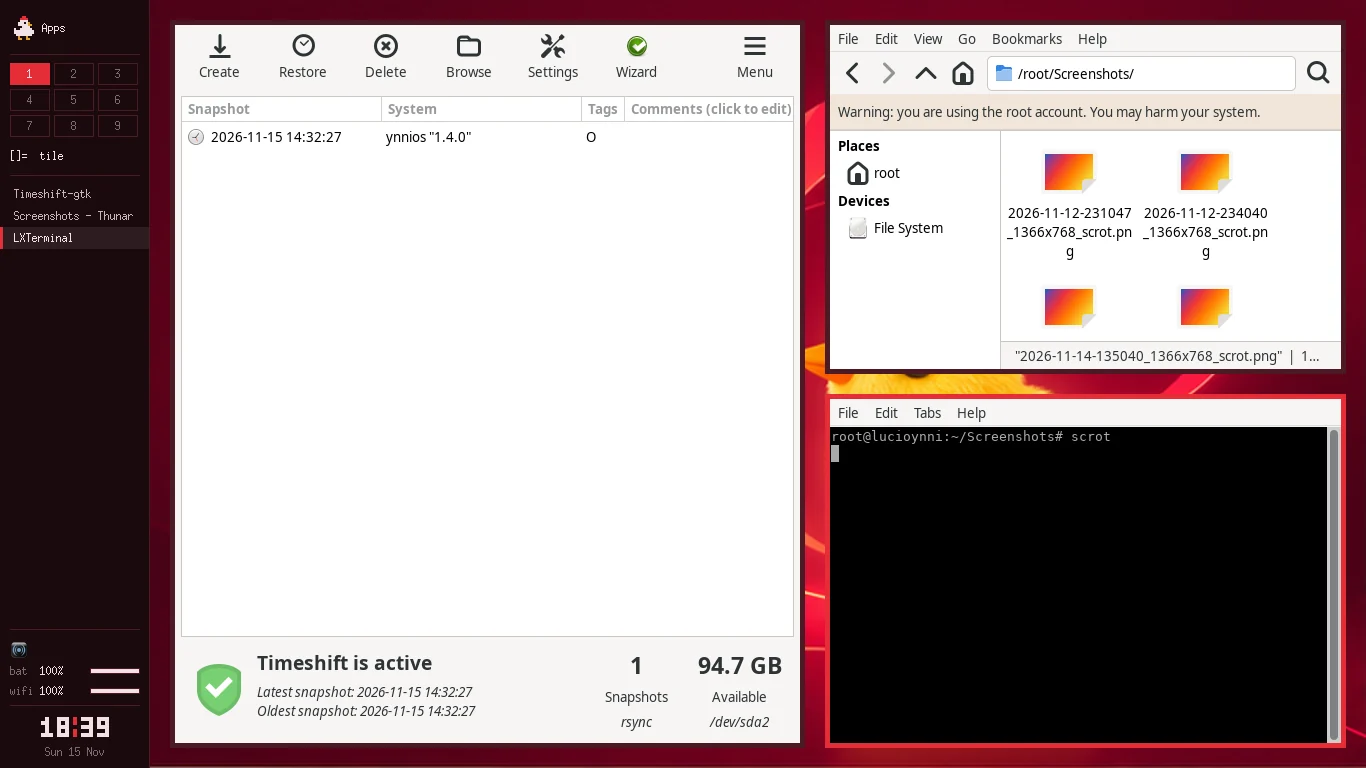 Apps
1 2 3
4 5 6
7 8 9
[]= tile
Timeshift-gtk
Screenshots - Thunar
LXTerminal
bat 100%
wifi 100%
18:39
Sun 15 Nov
Create Restore Delete Browse Settings Wizard Menu
Snapshot System Tags Comments (click to edit)
2026-11-15 14:32:27 ynnios "1.4.0" O
Timeshift is active
Latest snapshot: 2026-11-15 14:32:27
Oldest snapshot: 2026-11-15 14:32:27
1
Snapshots
rsync
94.7 GB
Available
/dev/sda2
File Edit View Go Bookmarks Help
/root/Screenshots/
Warning: you are using the root account. You may harm your system.
Places
root
Devices
File System
2026-11-12-231047
_1366x768_scrot.pn
g
2026-11-12-234040
_1366x768_scrot.pn
g
"2026-11-14-135040_1366x768_scrot.png" | 1...
File Edit Tabs Help
root@lucioynni:~/Screenshots# scrot